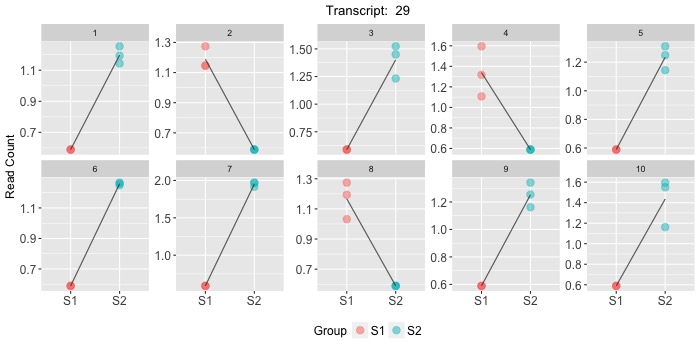 Transcript: 29
Read Count
1 2 3 4 5
1.1 0.7
1.3 1.1 0.9 0.7
1.50 1.25 1.00 0.75
1.6 1.4 1.2 1.0 0.8 0.6
1.2 1.0 0.8 0.6
6 7 8 9 10
1.1 0.9 0.7
2.0 1.5 1.0
1.3 1.1 0.9 0.7
1.2 1.0 0.8 0.6
1.6 1.4 1.2 1.0 0.8 0.6
S1 S2 S1 S2 S1 S2 S1 S2 S1 S2
Group S1 S2